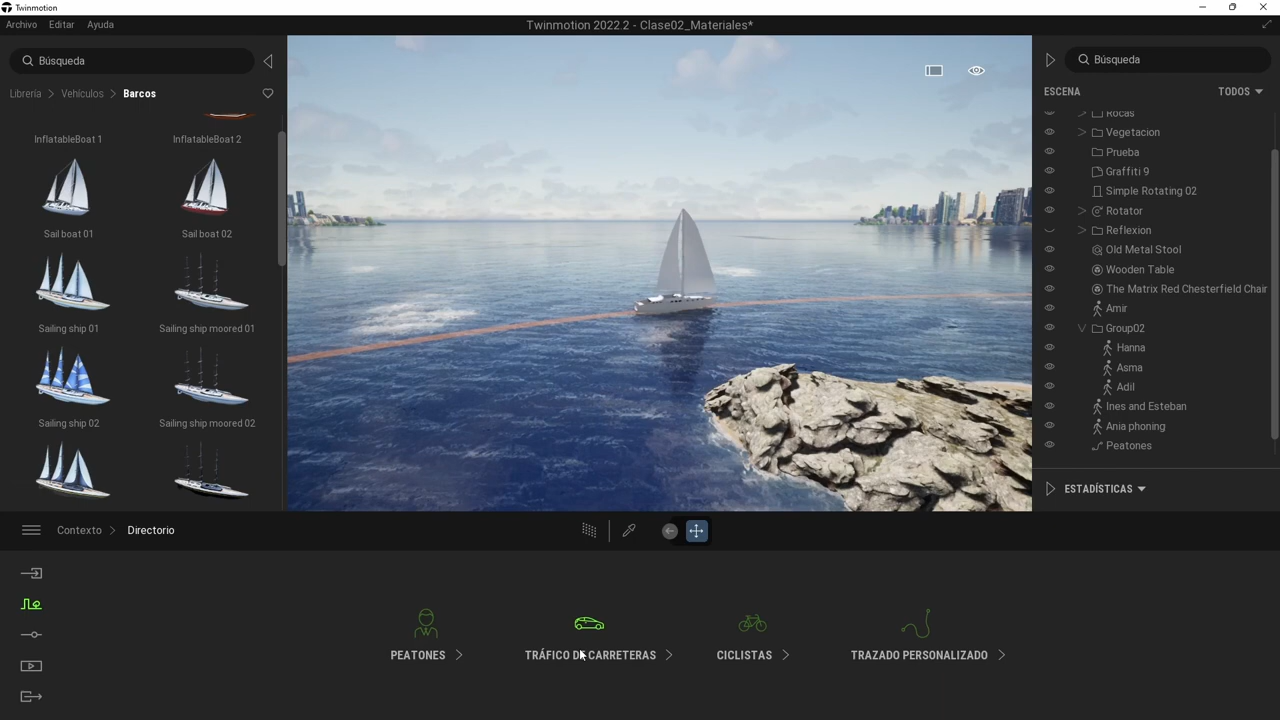 Twinmotion
Archivo Editar Ayuda
Twinmotion 2022.2 - Clase02_Materiales*
Búsqueda
Librería > Vehículos > Barcos
InflatableBoat 1 InflatableBoat 2
Sail boat 01 Sail boat 02
Sailing ship 01 Sailing ship moored 01
Sailing ship 02 Sailing ship moored 02
Búsqueda
ESCENA TODOS
Rocas
Vegetacion
Prueba
Graffiti 9
Simple Rotating 02
Rotator
Reflexion
Old Metal Stool
Wooden Table
The Matrix Red Chesterfield Chair
Amir
Group02
Hanna
Asma
Adil
Ines and Esteban
Ania phoning
Peatones
ESTADÍSTICAS
Contexto > Directorio
PEATONES TRÁFICO DE CARRETERAS CICLISTAS TRAZADO PERSONALIZADO